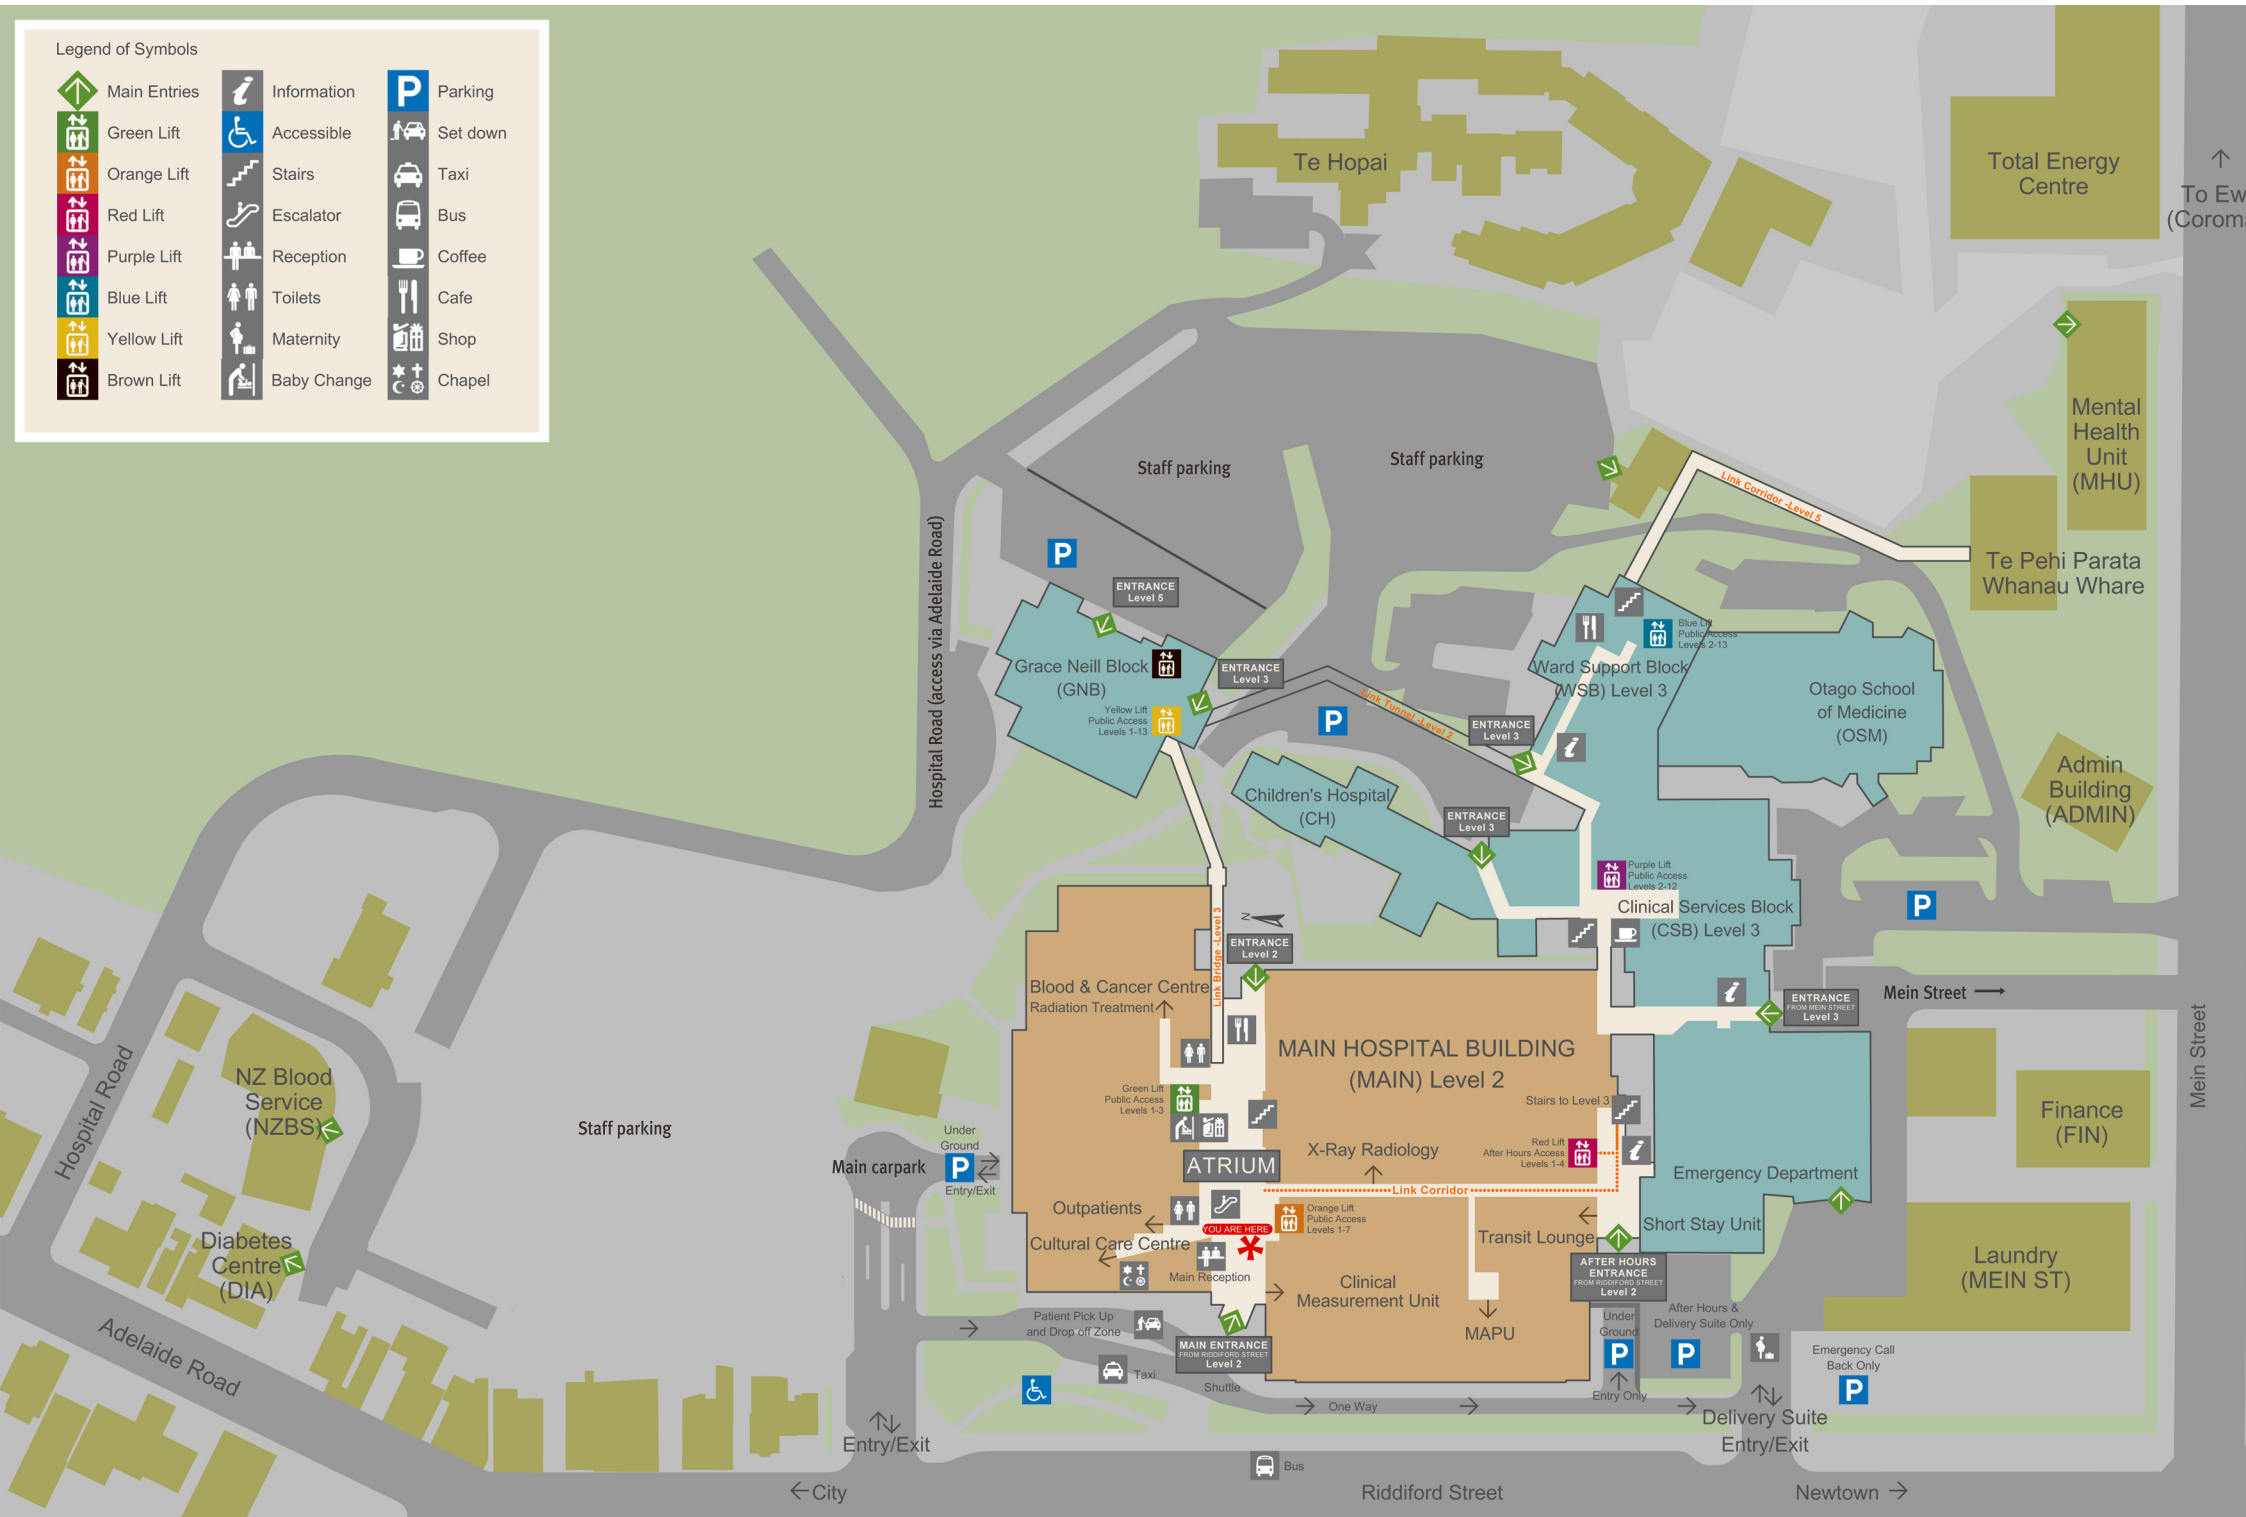 Legend of Symbols
Main Entries
Green Lift
Orange Lift
Red Lift
Purple Lift
Blue Lift
Yellow Lift
Brown Lift
Information
Accessible
Stairs
Escalator
Reception
Toilets
Maternity
Baby Change
Parking
Set down
Taxi
Bus
Coffee
Cafe
Shop
Chapel
Te Hopai
Total Energy
Centre
To Ew
(Corom
Mental
Health
Unit
(MHU)
Staff parking
Staff parking
Link Corridor -Level 5
Te Pehi Parata
Whanau Whare
Hospital Road (access via Adelaide Road)
P
ENTRANCE
Level 5
Grace Neill Block
(GNB)
Yellow Lift
Public Access
Levels 1-13
ENTRANCE
Level 3
Link Tunnel -Level 2
P
ENTRANCE
Level 3
Blue Lift
Public Access
Levels 2-13
Ward Support Block
(WSB) Level 3
Otago School
of Medicine
(OSM)
Admin
Building
(ADMIN)
Children's Hospital
(CH)
ENTRANCE
Level 3
Purple Lift
Public Access
Levels 2-12
Clinical Services Block
(CSB) Level 3
P
Mein Street
ENTRANCE
FROM MEIN STREET
Level 3
Mein Street
Link Bridge -Level 3
N
ENTRANCE
Level 2
Blood & Cancer Centre
Radiation Treatment
MAIN HOSPITAL BUILDING
(MAIN) Level 2
Green Lift
Public Access
Levels 1-3
Stairs to Level 3
ATRIUM
X-Ray Radiology
Red Lift
After Hours Access
Levels 1-4
Emergency Department
Finance
(FIN)
Link Corridor
Outpatients
YOU ARE HERE
Orange Lift
Public Access
Levels 1-7
Cultural Care Centre
Main Reception
Transit Lounge
Short Stay Unit
Clinical
Measurement Unit
MAPU
AFTER HOURS
ENTRANCE
FROM RIDDIFORD STREET
Level 2
Laundry
(MEIN ST)
Hospital Road
NZ Blood
Service
(NZBS)
Staff parking
Main carpark
Under
Ground
P
Entry/Exit
Diabetes
Centre
(DIA)
Adelaide Road
Patient Pick Up
and Drop off Zone
MAIN ENTRANCE
FROM RIDDIFORD STREET
Level 2
Taxi
Shuttle
One Way
Under
Ground
P
Entry Only
After Hours &
Delivery Suite Only
P
Emergency Call
Back Only
P
Delivery Suite
Entry/Exit
Entry/Exit
Bus
City
Riddiford Street
Newtown